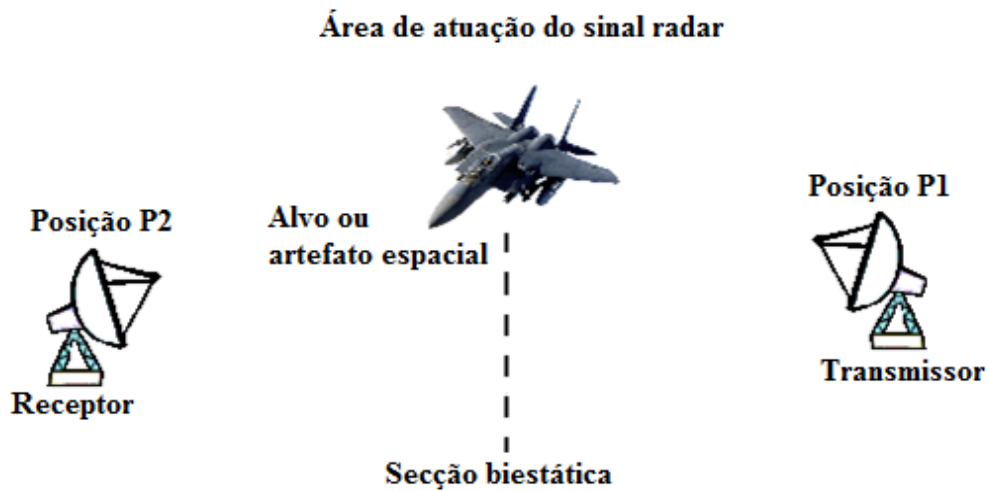 Área de atuação do sinal radar
Posição P1
Posição P2
Alvo ou
artefato espacial
Transmissor
Receptor
Secção biestática